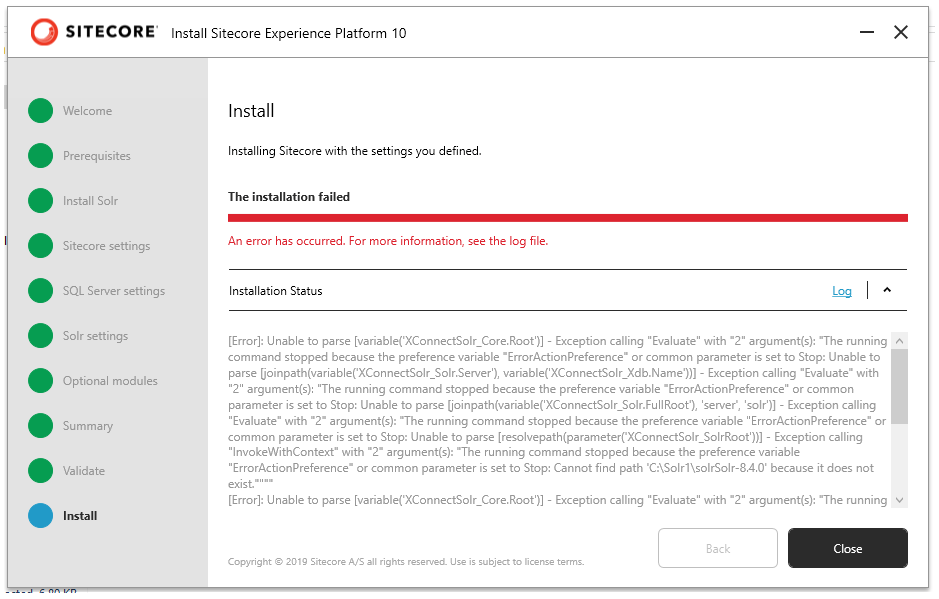 SITECORE Install Sitecore Experience Platform 10
Welcome
Prerequisites
Install Solr
Sitecore settings
SQL Server settings
Solr settings
Optional modules
Summary
Validate
Install
Install
Installing Sitecore with the settings you defined.
The installation failed
An error has occurred. For more information, see the log file.
Installation Status Log
[Error]: Unable to parse [variable('XConnectSolr_Core.Root')] - Exception calling "Evaluate" with "2" argument(s): "The running
command stopped because the preference variable "ErrorActionPreference" or common parameter is set to Stop: Unable to
parse [joinpath(variable('XConnectSolr_Solr.Server'), variable('XConnectSolr_Xdb.Name'))] - Exception calling "Evaluate" with
"2" argument(s): "The running command stopped because the preference variable "ErrorActionPreference" or common
parameter is set to Stop: Unable to parse [joinpath(variable('XConnectSolr_Solr.FullRoot'), 'server', 'solr')] - Exception calling
"Evaluate" with "2" argument(s): "The running command stopped because the preference variable "ErrorActionPreference" or
common parameter is set to Stop: Unable to parse [resolvepath(parameter('XConnectSolr_SolrRoot'))] - Exception calling
"InvokeWithContext" with "2" argument(s): "The running command stopped because the preference variable
"ErrorActionPreference" or common parameter is set to Stop: Cannot find path 'C:\Solr1\solrSolr-8.4.0' because it does not
exist.""""
[Error]: Unable to parse [variable('XConnectSolr_Core.Root')] - Exception calling "Evaluate" with "2" argument(s): "The running
Copyright © 2019 Sitecore A/S all rights reserved. Use is subject to license terms.
Back
Close